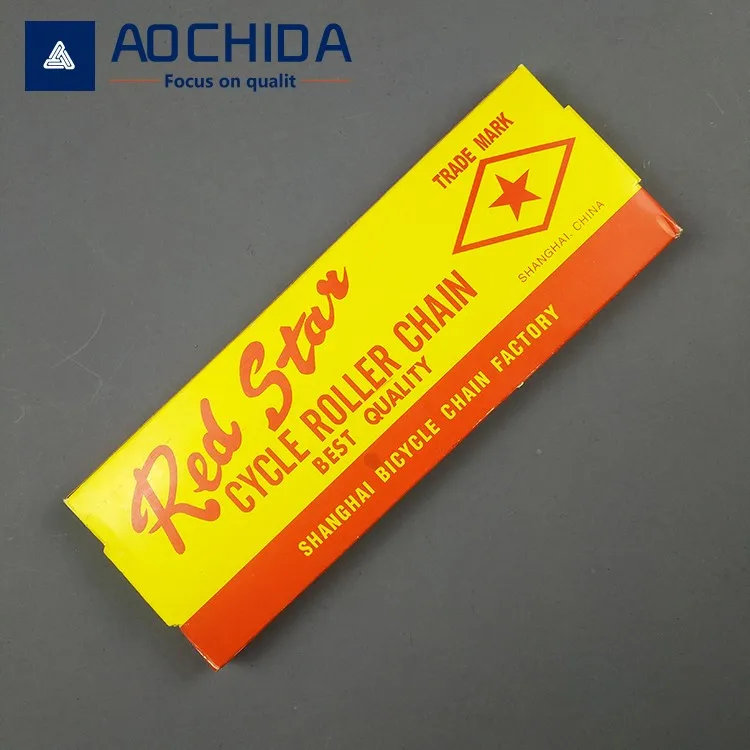 AOCHIDA
Focus on qualit
TRADE MARK
SHANGHAI, CHINA
Red Star
CYCLE ROLLER CHAIN
BEST QUALITY
SHANGHAI BICYCLE CHAIN FACTORY